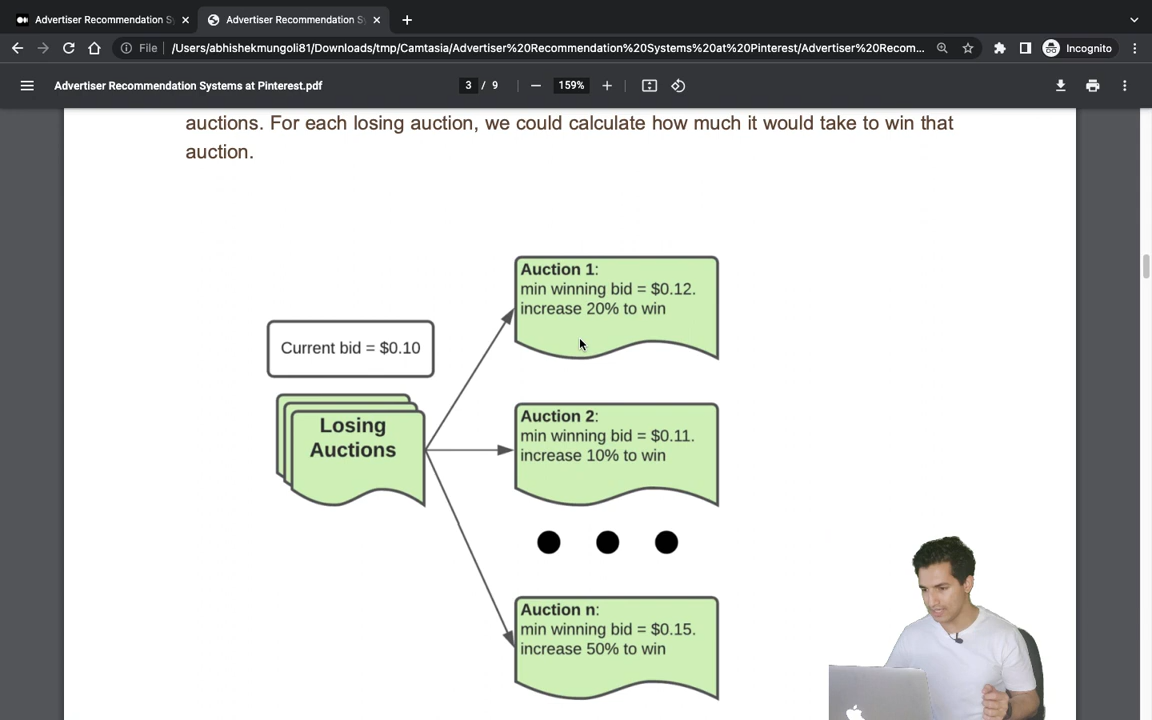 Advertiser Recommendation S
Advertiser Recommendation S
File
/Users/abhishekmungoli81/Downloads/tmp/Camtasia/Advertiser%20Recommendation%20Systems%20at%20Pinterest/Advertiser%20Recom...
Incognito
Advertiser Recommendation Systems at Pinterest.pdf
3 / 9
159%
auctions. For each losing auction, we could calculate how much it would take to win that
auction.
Auction 1:
min winning bid = $0.12.
increase 20% to win
Current bid = $0.10
Losing
Auctions
Auction 2:
min winning bid = $0.11.
increase 10% to win
Auction n:
min winning bid = $0.15.
increase 50% to win